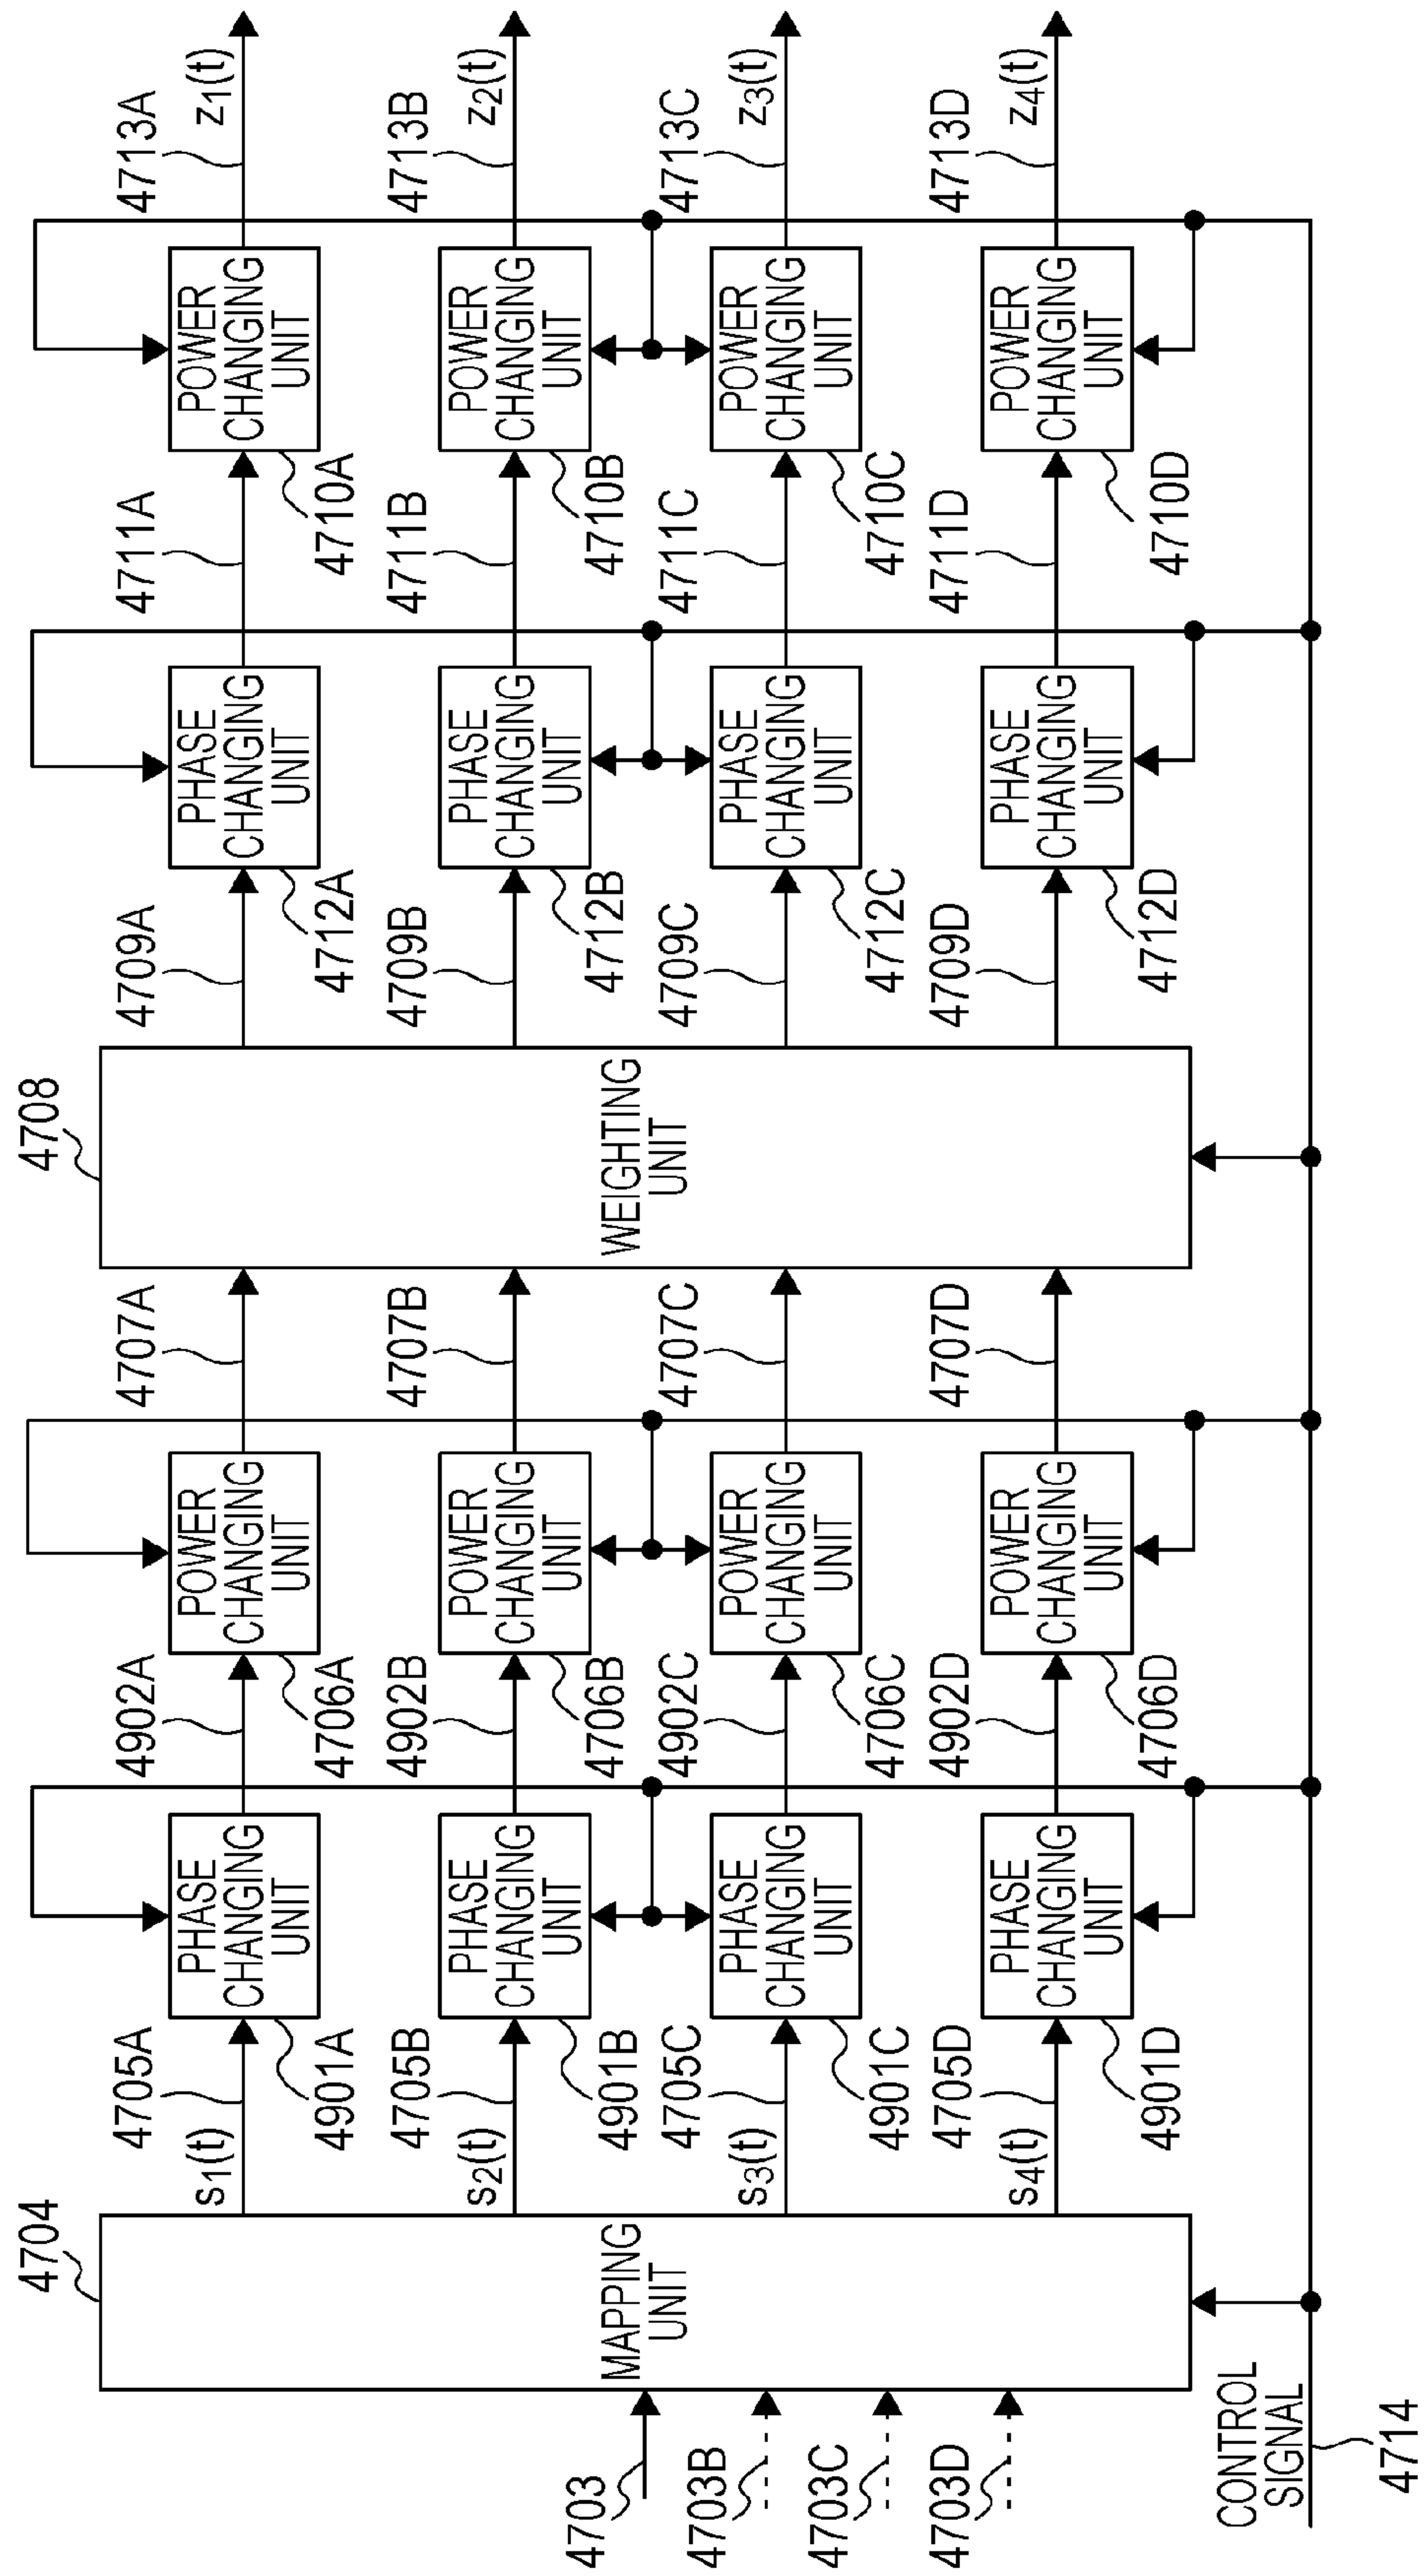 4704
4708
4703
4703B
4703C
4703D
MAPPING
UNIT
CONTROL
SIGNAL
4714
s1(t)
4705A
s2(t)
4705B
s3(t)
4705C
s4(t)
4705D
PHASE
CHANGING
UNIT
4901A
PHASE
CHANGING
UNIT
4901B
PHASE
CHANGING
UNIT
4901C
PHASE
CHANGING
UNIT
4901D
4902A
4902B
4902C
4902D
POWER
CHANGING
UNIT
4706A
POWER
CHANGING
UNIT
4706B
POWER
CHANGING
UNIT
4706C
POWER
CHANGING
UNIT
4706D
4707A
4707B
4707C
4707D
WEIGHTING
UNIT
4709A
4709B
4709C
4709D
PHASE
CHANGING
UNIT
4712A
PHASE
CHANGING
UNIT
4712B
PHASE
CHANGING
UNIT
4712C
PHASE
CHANGING
UNIT
4712D
4711A
4711B
4711C
4711D
POWER
CHANGING
UNIT
4710A
POWER
CHANGING
UNIT
4710B
POWER
CHANGING
UNIT
4710C
POWER
CHANGING
UNIT
4710D
4713A
z1(t)
4713B
z2(t)
4713C
z3(t)
4713D
z4(t)